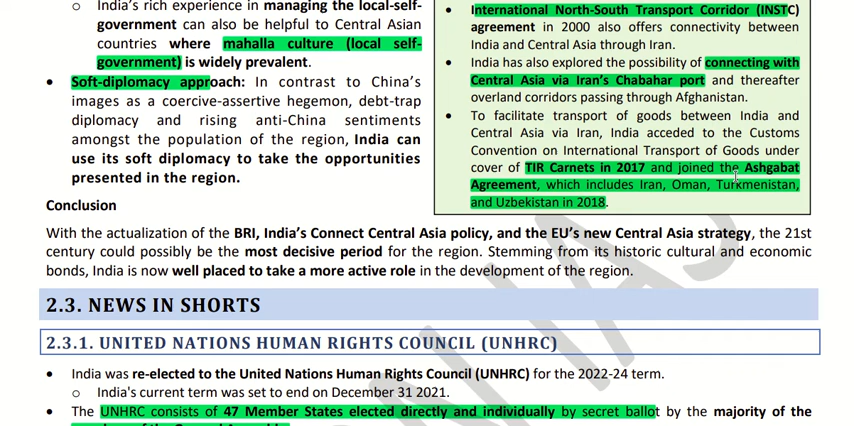 o India's rich experience in managing the local-self-
government can also be helpful to Central Asian
countries where mahalla culture (local self-
government) is widely prevalent.
• Soft-diplomacy approach: In contrast to China's
images as a coercive-assertive hegemon, debt-trap
diplomacy and rising anti-China sentiments
amongst the population of the region, India can
use its soft diplomacy to take the opportunities
presented in the region.
• International North-South Transport Corridor (INSTC)
agreement in 2000 also offers connectivity between
India and Central Asia through Iran.
• India has also explored the possibility of connecting with
Central Asia via Iran's Chabahar port and thereafter
overland corridors passing through Afghanistan.
• To facilitate transport of goods between India and
Central Asia via Iran, India acceded to the Customs
Convention on International Transport of Goods under
cover of TIR Carnets in 2017 and joined the Ashgabat
Agreement, which includes Iran, Oman, Turkmenistan,
and Uzbekistan in 2018.
Conclusion
With the actualization of the BRI, India's Connect Central Asia policy, and the EU's new Central Asia strategy, the 21st
century could possibly be the most decisive period for the region. Stemming from its historic cultural and economic
bonds, India is now well placed to take a more active role in the development of the region.
2.3. NEWS IN SHORTS
2.3.1. UNITED NATIONS HUMAN RIGHTS COUNCIL (UNHRC)
• India was re-elected to the United Nations Human Rights Council (UNHRC) for the 2022-24 term.
o India's current term was set to end on December 31 2021.
• The UNHRC consists of 47 Member States elected directly and individually by secret ballot by the majority of the